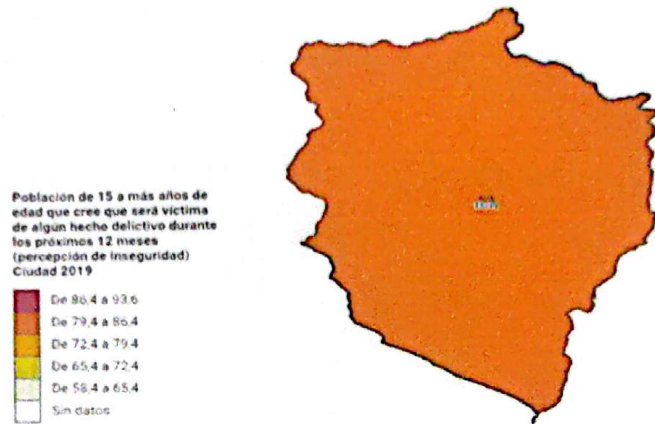 Población de 15 a más años de
edad que cree que será víctima
de algún hecho delictivo durante
los próximos 12 meses
(percepción de inseguridad)
Ciudad 2019
De 86,4 a 93,6
De 79,4 a 86,4
De 72,4 a 79,4
De 65,4 a 72,4
De 58,4 a 65,4
Sin datos